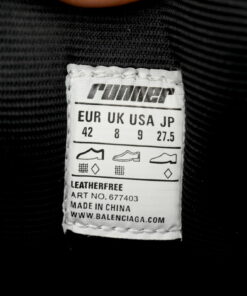 runner
EUR UK USA JP
42 8 9 27.5
LEATHERFREE
ART NO. 677403
MADE IN CHINA
WWW.BALENCIAGA.COM